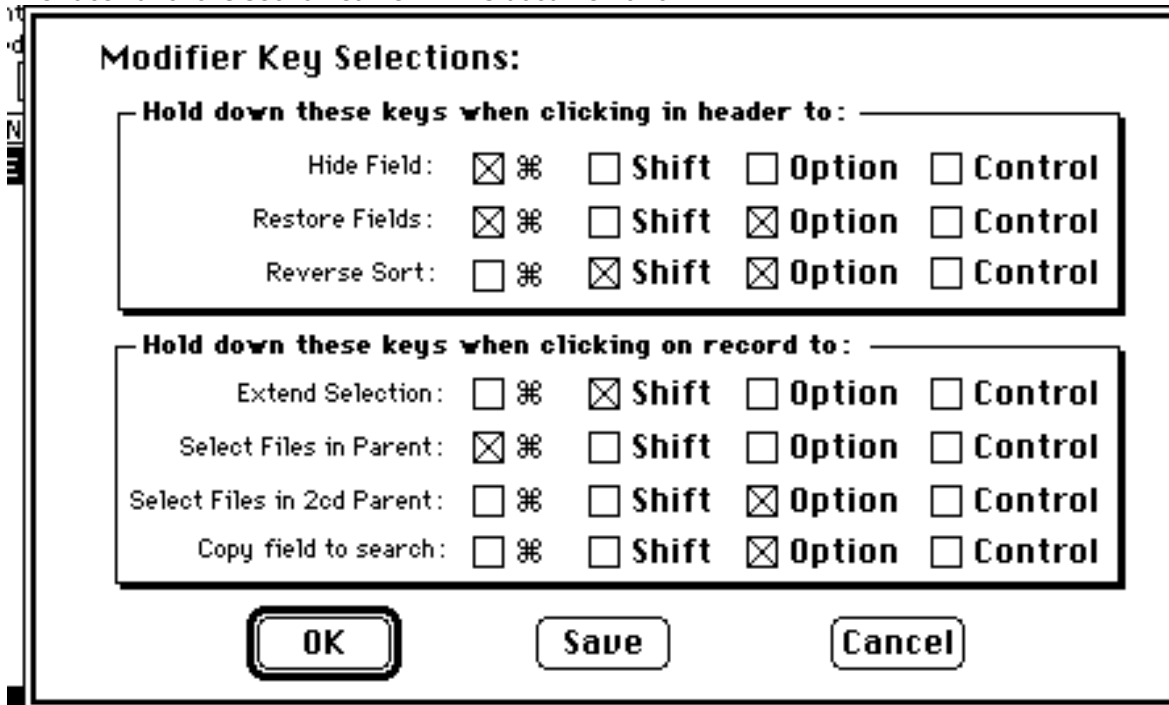 Modifier Key Selections:
Hold down these keys when clicking in header to:
Hide Field: ⌘ Shift Option Control
Restore Fields: ⌘ Shift Option Control
Reverse Sort: ⌘ Shift Option Control
Hold down these keys when clicking on record to:
Extend Selection: ⌘ Shift Option Control
Select Files in Parent: ⌘ Shift Option Control
Select Files in 2cd Parent: ⌘ Shift Option Control
Copy field to search: ⌘ Shift Option Control
OK Save Cancel